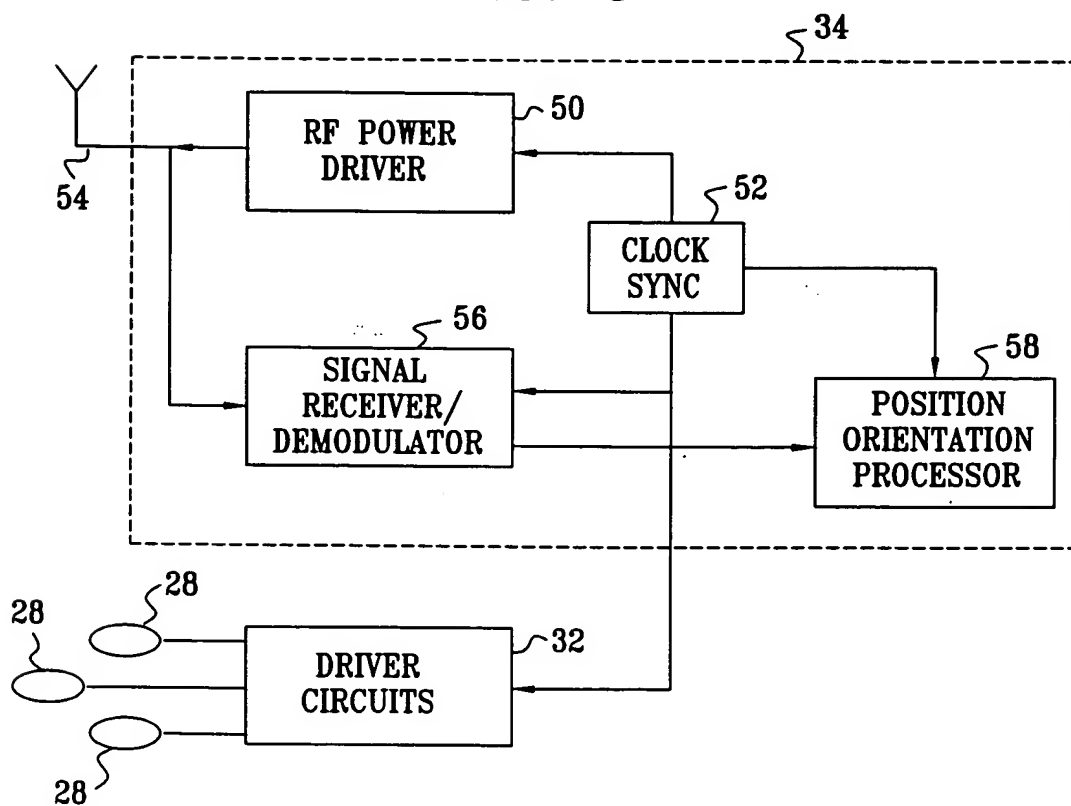 34
50
RF POWER
DRIVER
54
52
CLOCK
SYNC
56
SIGNAL
RECEIVER/
DEMODULATOR
58
POSITION
ORIENTATION
PROCESSOR
28
28
32
DRIVER
CIRCUITS
28